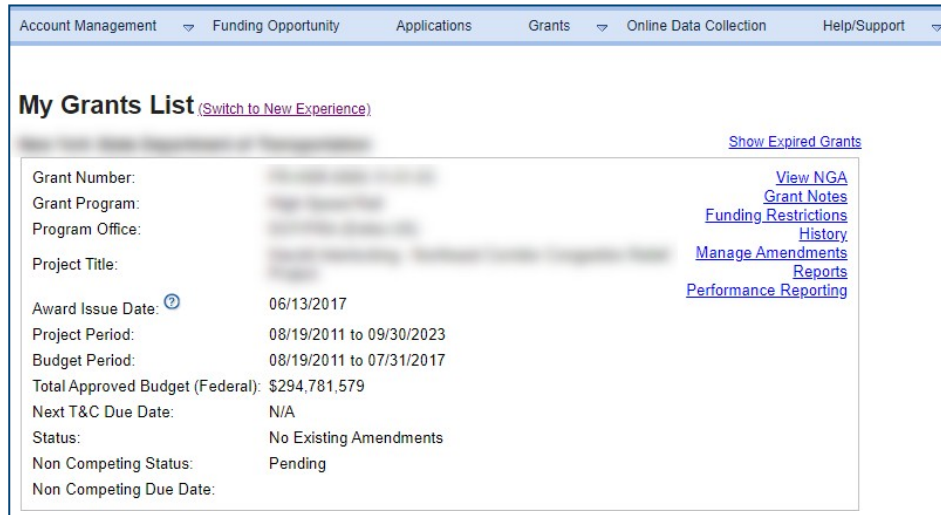 Account Management Funding Opportunity Applications Grants Online Data Collection Help/Support
My Grants List (Switch to New Experience)
Show Expired Grants
Grant Number:
View NGA
Grant Program:
Grant Notes
Program Office:
Funding Restrictions
History
Project Title:
Manage Amendments
Reports
Performance Reporting
Award Issue Date: 06/13/2017
Project Period: 08/19/2011 to 09/30/2023
Budget Period: 08/19/2011 to 07/31/2017
Total Approved Budget (Federal): $294,781,579
Next T&C Due Date: N/A
Status: No Existing Amendments
Non Competing Status: Pending
Non Competing Due Date: